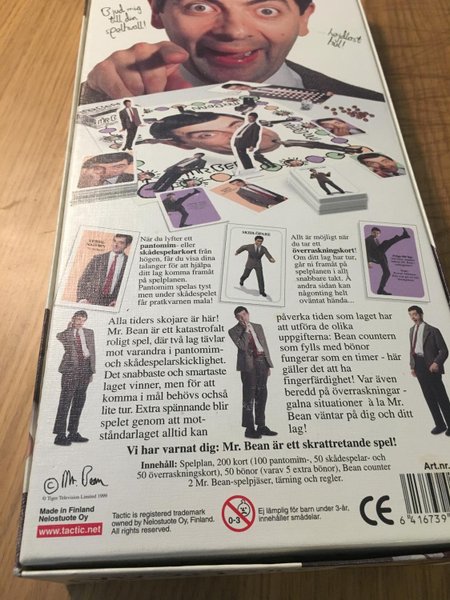 Bjud mig
till din
spelkväll!
hål!
Mr. BEAN
När du lyfter ett
pantomim- eller
skådespelarkort från
högen, får du visa dina
talanger för att hjälpa
ditt lag komma framåt
på spelplanen.
Pantomim spelas tyst
men under skådespelet
får pratkvarnen mala!
Allt är möjligt när
du tar ett
överraskningskort!
Om ditt lag har tur,
går ni framåt på
spelplanen i allt
snabbare takt. Å
andra sidan kan
någonting helt
oväntat hända...
Alla tiders skojare är här!
Mr. Bean är ett katastrofalt
roligt spel, där två lag tävlar
mot varandra i pantomim-
och skådespelarskicklighet.
Det snabbaste och smartaste
laget vinner, men för att
komma i mål behövs också
lite tur. Extra spännande blir
spelet genom att mot-
ståndarlaget alltid kan
påverka tiden som laget har
att utföra de olika
uppgifterna: Bean countern
som fylls med bönor
fungerar som en timer - här
gäller det att ha
fingerfärdighet! Var även
beredd på överraskningar -
galna situationer à la Mr.
Bean väntar på dig och ditt
lag!
Vi har varnat dig: Mr. Bean är ett skrattretande spel!
Innehåll: Spelplan, 200 kort (100 pantomim-, 50 skådespelar- och
50 överraskningskort), 50 bönor (varav 5 extra bönor), Bean counter
2 Mr. Bean-spelpjäser, tärning och regler.
© Mr. Bean
© Tiger Television Limited 1999
Art.nr.
Made in Finland
Nelostuote Oy
www.tactic.net
Tactic is registered trademark
owned by Nelostuote Oy, Finland.
All rights reserved.
0-3
Ej lämplig för barn under 3-år,
innehåller smådelar.
CE
6 416739